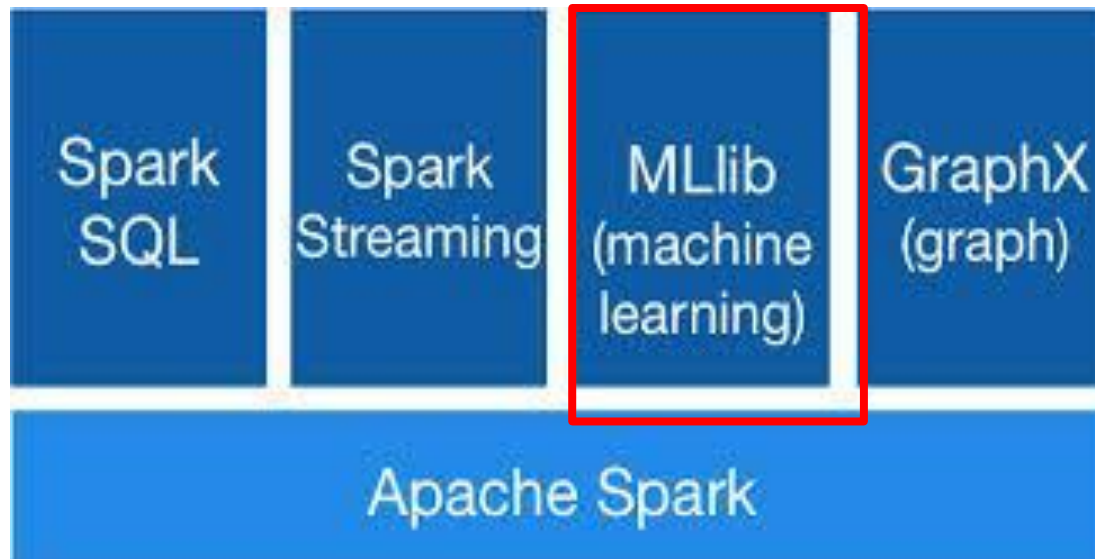 Spark
SQL
Spark
Streaming
MLlib
(machine
learning)
GraphX
(graph)
Apache Spark